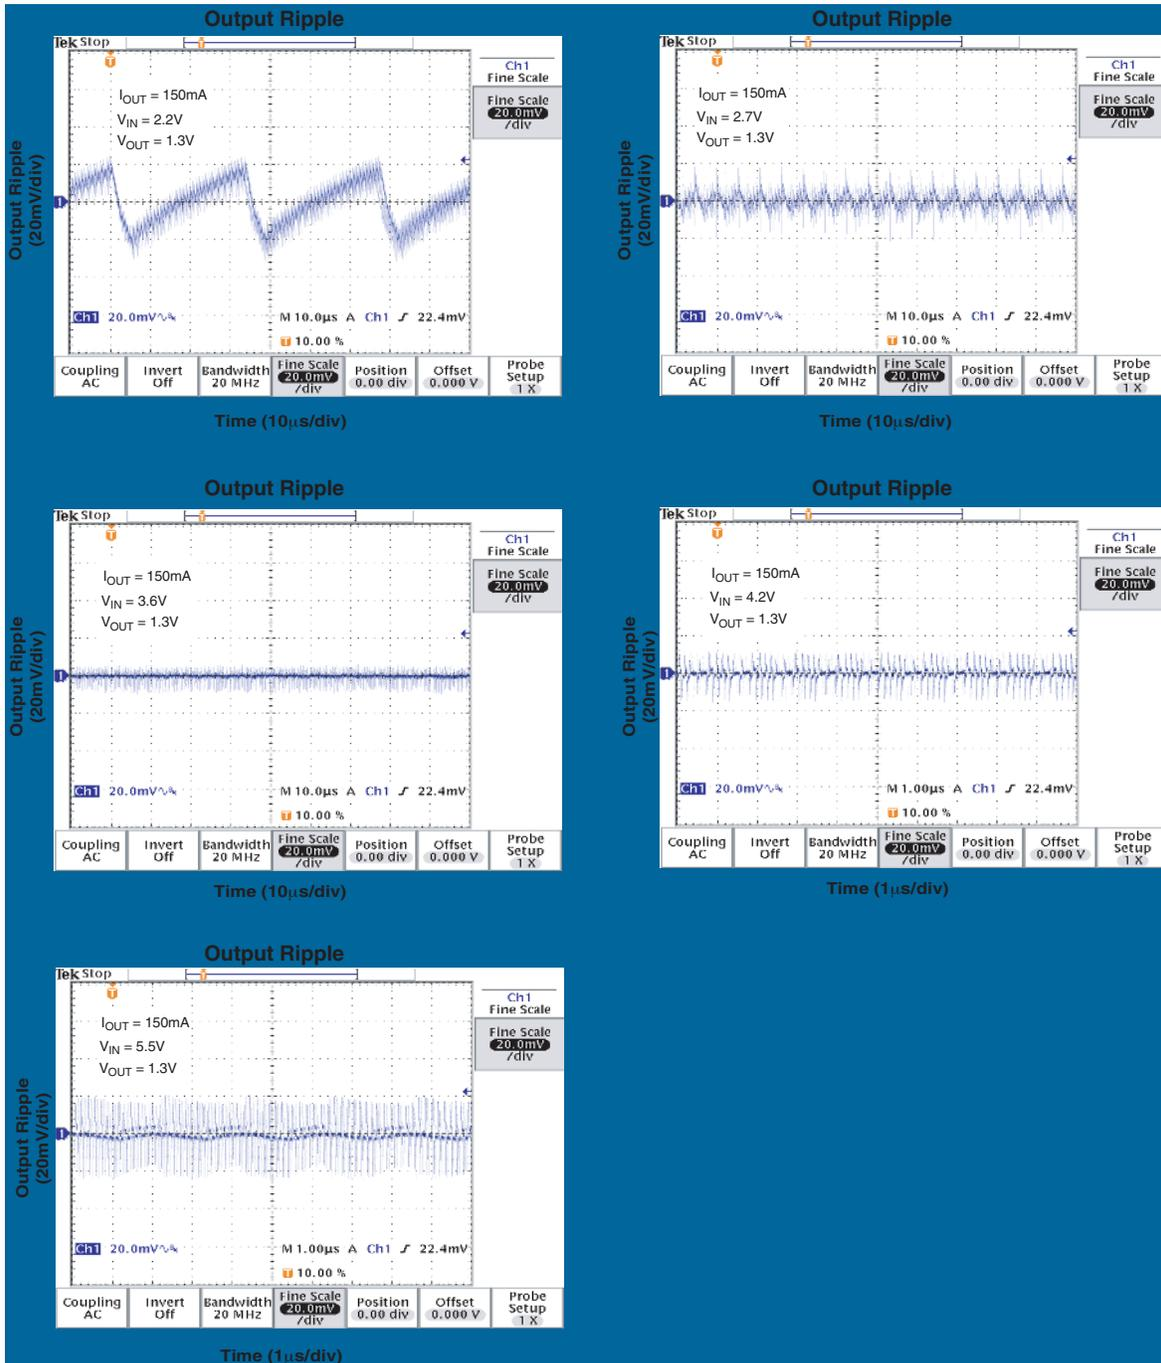 Output Ripple
Tek Stop
Ch1
Fine Scale
Fine Scale
20.0mV
/div
IOUT = 150mA
VIN = 2.2V
VOUT = 1.3V
Output Ripple
(20mV/div)
1
Ch1 20.0mV
M 10.0µs A Ch1 22.4mV
T 10.00 %
Coupling
AC
Invert
Off
Bandwidth
20 MHz
Fine Scale
20.0mV
/div
Position
0.00 div
Offset
0.000 V
Probe
Setup
1 X
Time (10µs/div)
Output Ripple
Tek Stop
Ch1
Fine Scale
Fine Scale
20.0mV
/div
IOUT = 150mA
VIN = 2.7V
VOUT = 1.3V
Output Ripple
(20mV/div)
1
Ch1 20.0mV
M 10.0µs A Ch1 22.4mV
T 10.00 %
Coupling
AC
Invert
Off
Bandwidth
20 MHz
Fine Scale
20.0mV
/div
Position
0.00 div
Offset
0.000 V
Probe
Setup
1 X
Time (10µs/div)
Output Ripple
Tek Stop
Ch1
Fine Scale
Fine Scale
20.0mV
/div
IOUT = 150mA
VIN = 3.6V
VOUT = 1.3V
Output Ripple
(20mV/div)
1
Ch1 20.0mV
M 10.0µs A Ch1 22.4mV
T 10.00 %
Coupling
AC
Invert
Off
Bandwidth
20 MHz
Fine Scale
20.0mV
/div
Position
0.00 div
Offset
0.000 V
Probe
Setup
1 X
Time (10µs/div)
Output Ripple
Tek Stop
Ch1
Fine Scale
Fine Scale
20.0mV
/div
IOUT = 150mA
VIN = 4.2V
VOUT = 1.3V
Output Ripple
(20mV/div)
1
Ch1 20.0mV
M 1.00µs A Ch1 22.4mV
T 10.00 %
Coupling
AC
Invert
Off
Bandwidth
20 MHz
Fine Scale
20.0mV
/div
Position
0.00 div
Offset
0.000 V
Probe
Setup
1 X
Time (1µs/div)
Output Ripple
Tek Stop
Ch1
Fine Scale
Fine Scale
20.0mV
/div
IOUT = 150mA
VIN = 5.5V
VOUT = 1.3V
Output Ripple
(20mV/div)
1
Ch1 20.0mV
M 1.00µs A Ch1 22.4mV
T 10.00 %
Coupling
AC
Invert
Off
Bandwidth
20 MHz
Fine Scale
20.0mV
/div
Position
0.00 div
Offset
0.000 V
Probe
Setup
1 X
Time (1µs/div)